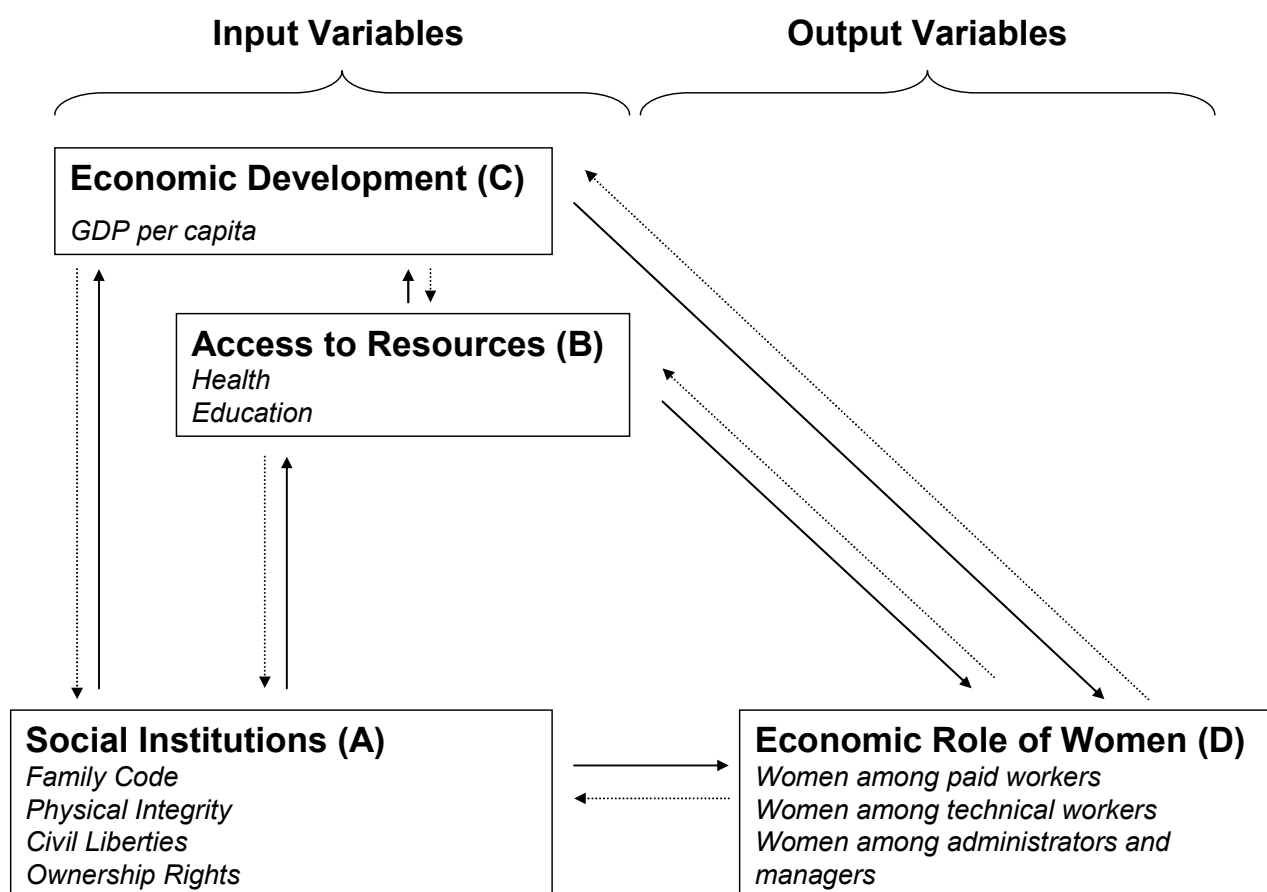 Input Variables
Output Variables
Economic Development (C)
GDP per capita
Access to Resources (B)
Health
Education
Social Institutions (A)
Family Code
Physical Integrity
Civil Liberties
Ownership Rights
Economic Role of Women (D)
Women among paid workers
Women among technical workers
Women among administrators and
managers